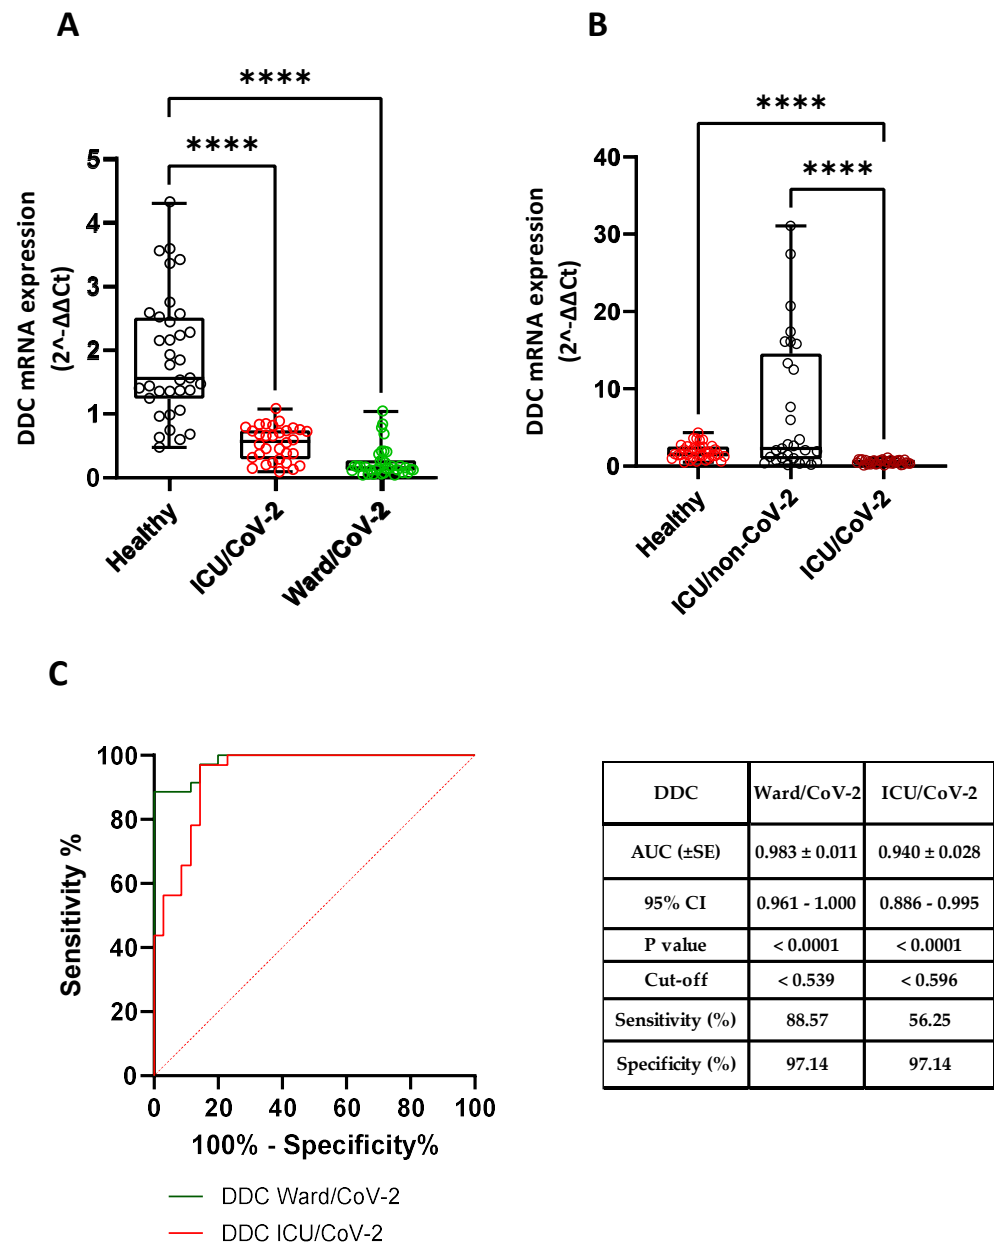 A
****
****
DDC mRNA expression
(2^-ΔΔCt)
5
4
3
2
1
0
Healthy
ICU/CoV-2
Ward/CoV-2
B
****
****
DDC mRNA expression
(2^-ΔΔCt)
40
30
20
10
0
Healthy
ICU/non-CoV-2
ICU/CoV-2
C
Sensitivity %
100
80
60
40
20
0
0 20 40 60 80 100
100% - Specificity%
DDC Ward/CoV-2
DDC ICU/CoV-2
DDC Ward/CoV-2 ICU/CoV-2
AUC (±SE) 0.983 ± 0.011 0.940 ± 0.028
95% CI 0.961 - 1.000 0.886 - 0.995
P value < 0.0001 < 0.0001
Cut-off < 0.539 < 0.596
Sensitivity (%) 88.57 56.25
Specificity (%) 97.14 97.14